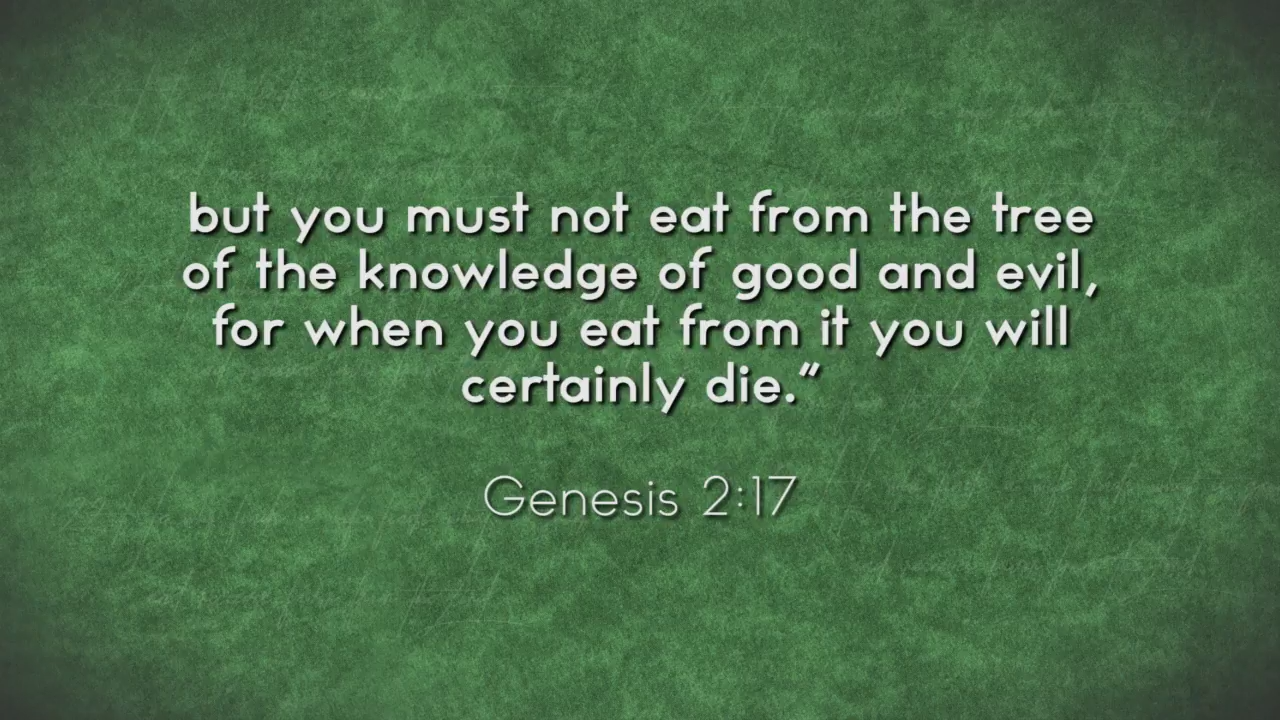 but you must not eat from the tree
of the knowledge of good and evil,
for when you eat from it you will
certainly die.”
Genesis 2:17